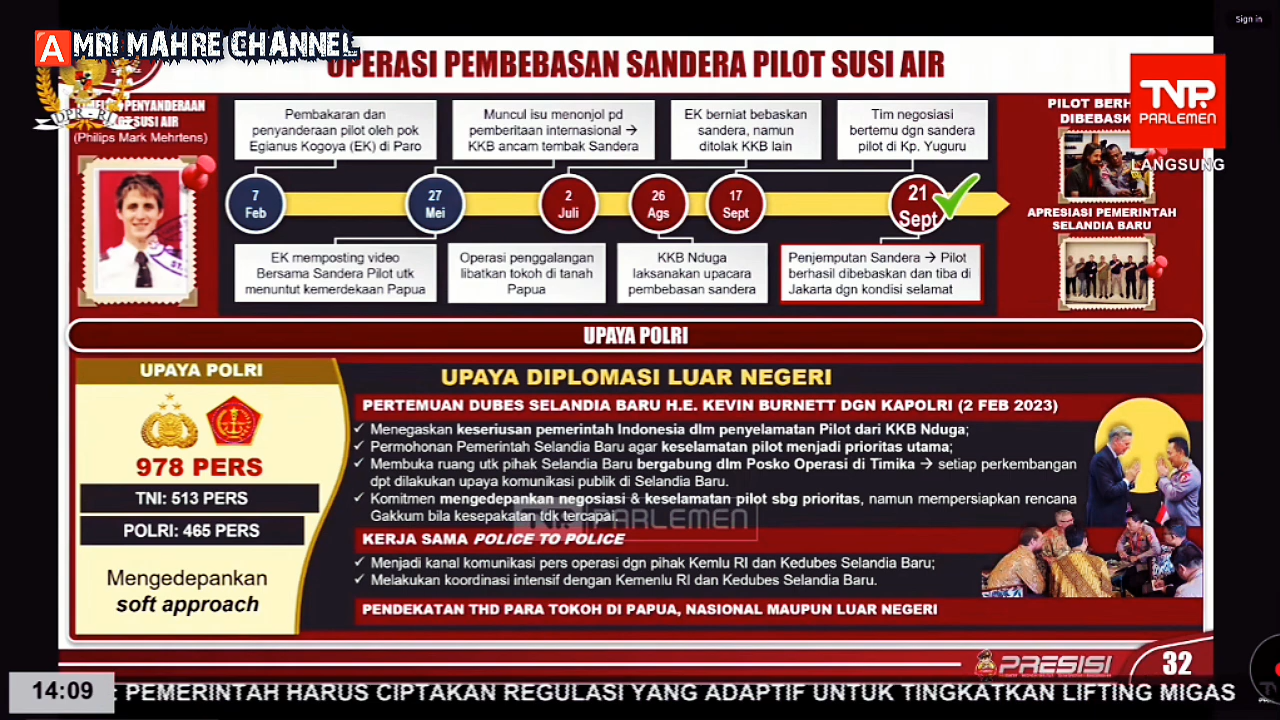 Sign in
AMRI MAHRE CHANNEL
OPERASI PEMBEBASAN SANDERA PILOT SUSI AIR
DPR-RI
PENYANDERAAN
SUSI AIR
(Philips Mark Mehrtens)
Pembakaran dan
penyanderaan pilot oleh pok
Egianus Kogoya (EK) di Paro
Muncul isu menonjol pd
pemberitaan internasional →
KKB ancam tembak Sandera
EK berniat bebaskan
sandera, namun
ditolak KKB lain
Tim negosiasi
bertemu dgn sandera
pilot di Kp. Yuguru
7
Feb
27
Mei
2
Juli
26
Ags
17
Sept
21
Sept
EK memposting video
Bersama Sandera Pilot utk
menuntut kemerdekaan Papua
Operasi penggalangan
libatkan tokoh di tanah
Papua
KKB Nduga
laksanakan upacara
pembebasan sandera
Penjemputan Sandera → Pilot
berhasil dibebaskan dan tiba di
Jakarta dgn kondisi selamat
PILOT BERH
DIBEBASK
TVP.
PARLEMEN
LANGSUNG
APRESIASI PEMERINTAH
SELANDIA BARU
UPAYA POLRI
UPAYA POLRI
978 PERS
TNI: 513 PERS
POLRI: 465 PERS
Mengedepankan
soft approach
UPAYA DIPLOMASI LUAR NEGERI
PERTEMUAN DUBES SELANDIA BARU H.E. KEVIN BURNETT DGN KAPOLRI (2 FEB 2023)
✓ Menegaskan keseriusan pemerintah Indonesia dlm penyelamatan Pilot dari KKB Nduga;
✓ Permohonan Pemerintah Selandia Baru agar keselamatan pilot menjadi prioritas utama;
✓ Membuka ruang utk pihak Selandia Baru bergabung dlm Posko Operasi di Timika → setiap perkembangan
dpt dilakukan upaya komunikasi publik di Selandia Baru.
✓ Komitmen mengedepankan negosiasi & keselamatan pilot sbg prioritas, namun mempersiapkan rencana
Gakkum bila kesepakatan tdk tercapai.
PARLEMEN
KERJA SAMA POLICE TO POLICE
✓ Menjadi kanal komunikasi pers operasi dgn pihak Kemlu RI dan Kedubes Selandia Baru;
✓ Melakukan koordinasi intensif dengan Kemenlu RI dan Kedubes Selandia Baru.
PENDEKATAN THD PARA TOKOH DI PAPUA, NASIONAL MAUPUN LUAR NEGERI
PRESISI
32
14:09
PEMERINTAH HARUS CIPTAKAN REGULASI YANG ADAPTIF UNTUK TINGKATKAN LIFTING MIGAS